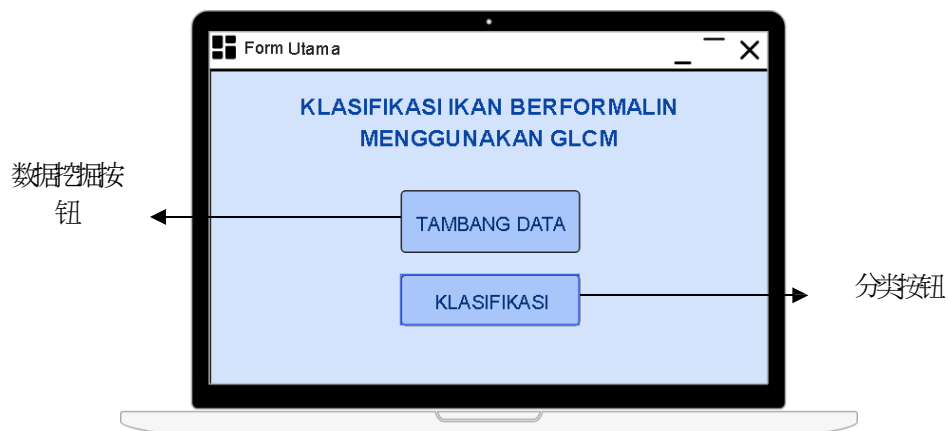 Form Utama
KLASIFIKASI IKAN BERFORMALIN
MENGGUNAKAN GLCM
数据挖掘按
钮
TAMBANG DATA
KLASIFIKASI
分类按钮